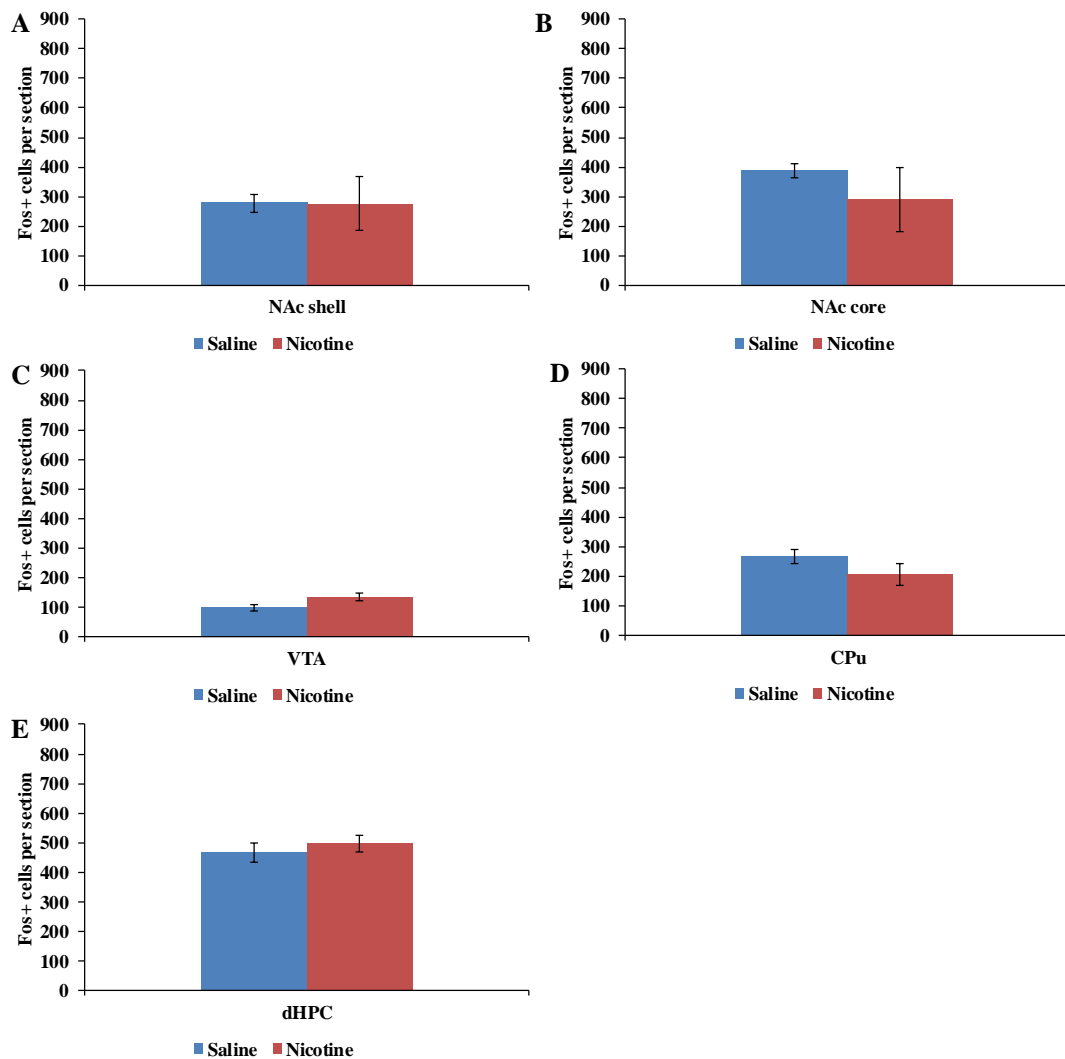 A
Fos+ cells per section
900
800
700
600
500
400
300
200
100
0
NAc shell
Saline Nicotine
B
Fos+ cells per section
900
800
700
600
500
400
300
200
100
0
NAc core
Saline Nicotine
C
Fos+ cells per section
900
800
700
600
500
400
300
200
100
0
VTA
Saline Nicotine
D
Fos+ cells per section
900
800
700
600
500
400
300
200
100
0
CPu
Saline Nicotine
E
Fos+ cells per section
900
800
700
600
500
400
300
200
100
0
dHPC
Saline Nicotine